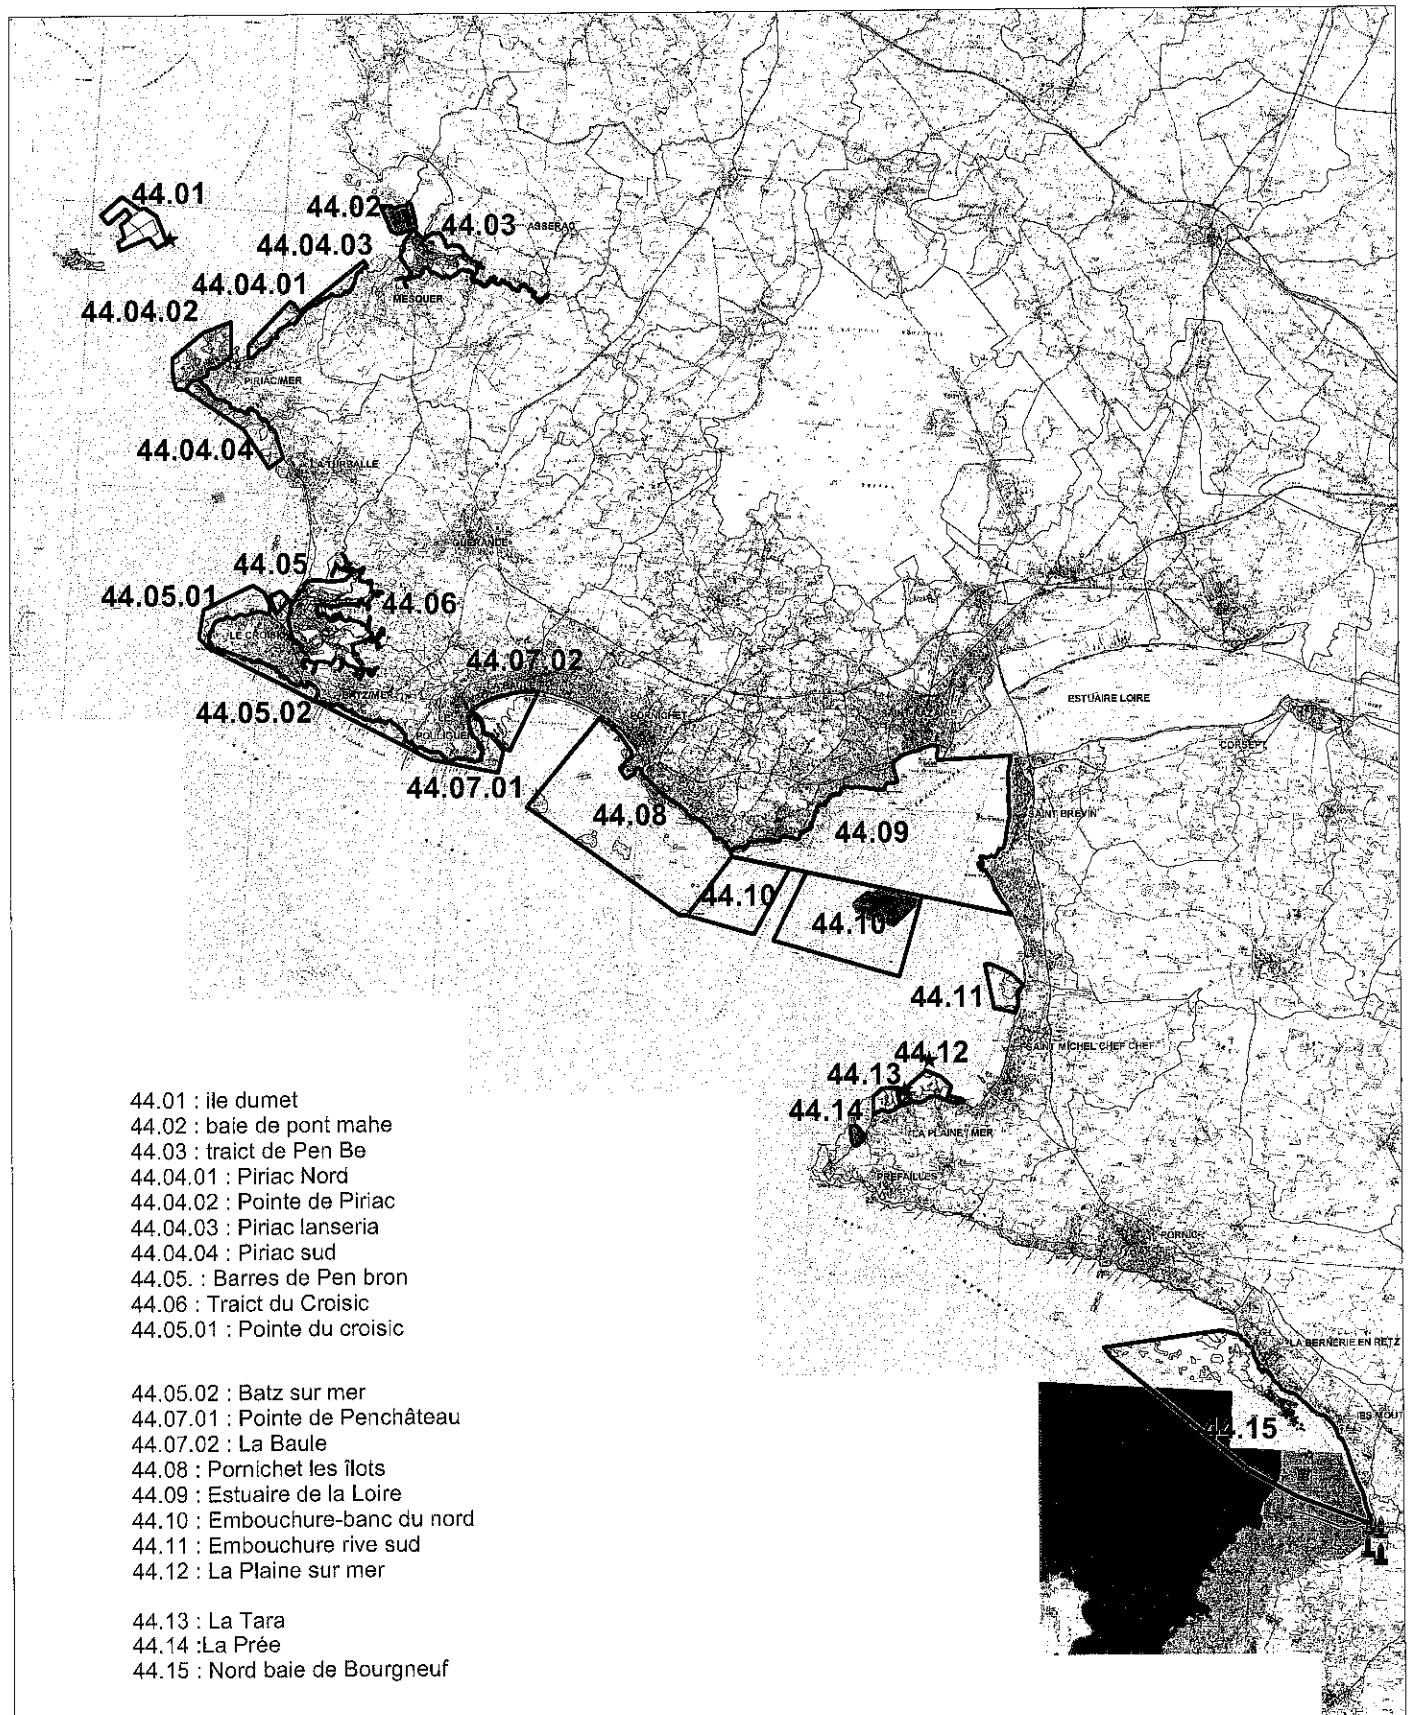 44.01
44.02
44.03
ASSERAC
44.04.03
44.04.01
MESQUER
44.04.02
PIRIAC/MER
44.04.04
LA TURBALLE
GUERANDE
44.05
44.05.01
44.06
LE CROISIC
44.07.02
BATZ/MER
44.05.02
ESTUAIRE LOIRE
PORNICHET
LE POULIGUEN
CORSEPT
44.07.01
44.08
SAINT BREVIN
44.09
44.10
44.10
44.11
SAINT MICHEL CHEF CHEF
44.12
44.13
44.14
LA PLAINE / MER
PREFAILLES
PORNIC
LA BERNERIE EN RETZ
LES MOUT
44.15
44.01 : ile dumet
44.02 : baie de pont mahe
44.03 : traict de Pen Be
44.04.01 : Piriac Nord
44.04.02 : Pointe de Piriac
44.04.03 : Piriac lanseria
44.04.04 : Piriac sud
44.05. : Barres de Pen bron
44.06 : Traict du Croisic
44.05.01 : Pointe du croisic
44.05.02 : Batz sur mer
44.07.01 : Pointe de Penchâteau
44.07.02 : La Baule
44.08 : Pornichet les îlots
44.09 : Estuaire de la Loire
44.10 : Embouchure-banc du nord
44.11 : Embouchure rive sud
44.12 : La Plaine sur mer
44.13 : La Tara
44.14 :La Prée
44.15 : Nord baie de Bourgneuf